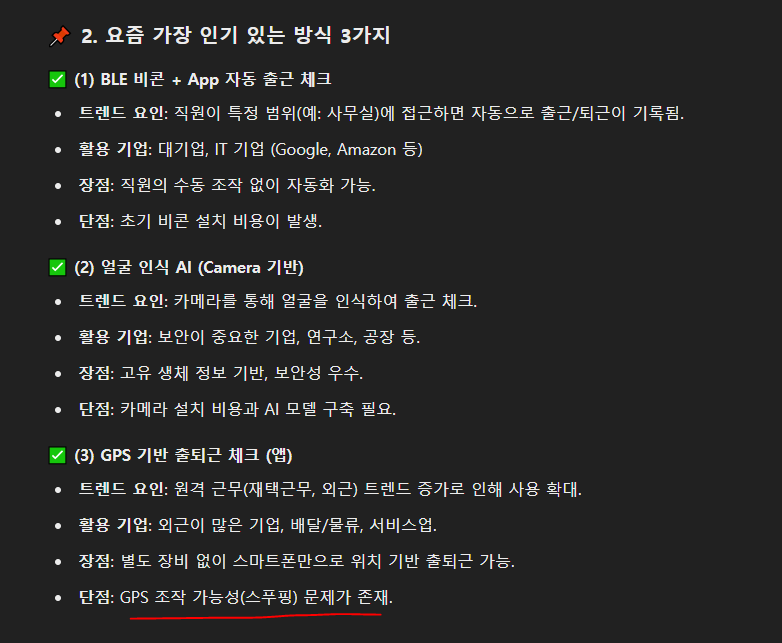 📌 2. 요즘 가장 인기 있는 방식 3가지
✅ (1) BLE 비콘 + App 자동 출근 체크
• 트렌드 요인: 직원이 특정 범위(예: 사무실)에 접근하면 자동으로 출근/퇴근이 기록됨.
• 활용 기업: 대기업, IT 기업 (Google, Amazon 등)
• 장점: 직원의 수동 조작 없이 자동화 가능.
• 단점: 초기 비콘 설치 비용이 발생.
✅ (2) 얼굴 인식 AI (Camera 기반)
• 트렌드 요인: 카메라를 통해 얼굴을 인식하여 출근 체크.
• 활용 기업: 보안이 중요한 기업, 연구소, 공장 등.
• 장점: 고유 생체 정보 기반, 보안성 우수.
• 단점: 카메라 설치 비용과 AI 모델 구축 필요.
✅ (3) GPS 기반 출퇴근 체크 (앱)
• 트렌드 요인: 원격 근무(재택근무, 외근) 트렌드 증가로 인해 사용 확대.
• 활용 기업: 외근이 많은 기업, 배달/물류, 서비스업.
• 장점: 별도 장비 없이 스마트폰만으로 위치 기반 출퇴근 가능.
• 단점: GPS 조작 가능성(스푸핑) 문제가 존재.